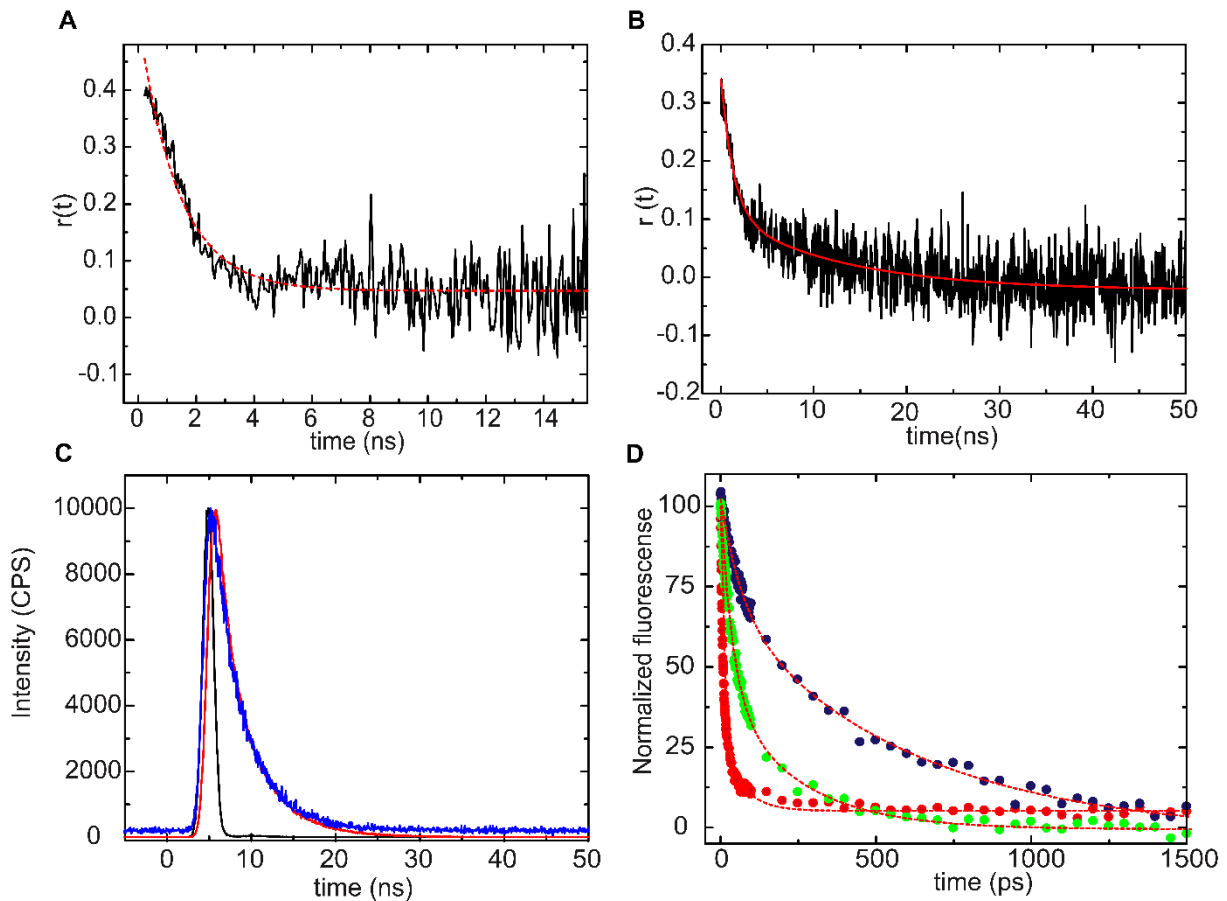 A
r(t)
0.4
0.3
0.2
0.1
0.0
-0.1
0 2 4 6 8 10 12 14
time (ns)
B
r (t)
0.4
0.3
0.2
0.1
0.0
-0.1
-0.2
0 10 20 30 40 50
time(ns)
C
Intensity (CPS)
10000
8000
6000
4000
2000
0
0 10 20 30 40 50
time (ns)
D
Normalized fluorescense
100
75
50
25
0
0 500 1000 1500
time (ps)